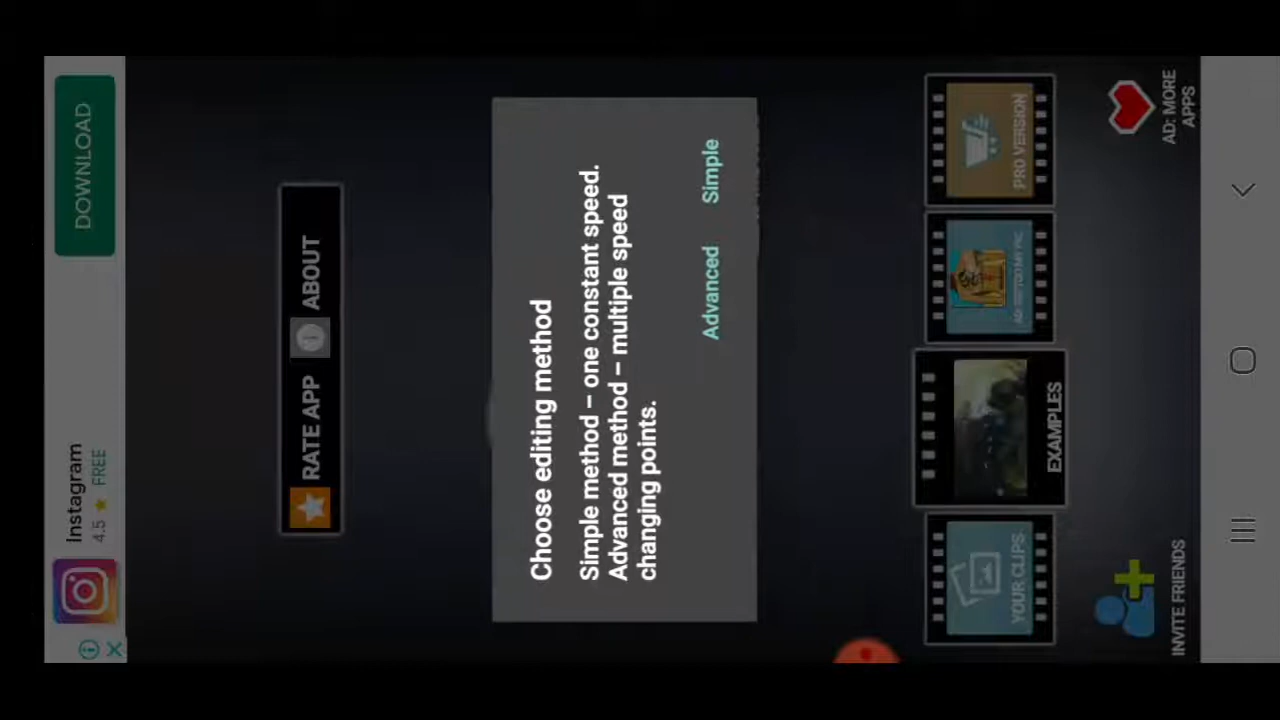 Instagram
4.5 ★ FREE
DOWNLOAD
RATE APP
ABOUT
Choose editing method
Simple method – one constant speed.
Advanced method – multiple speed
changing points.
Advanced
Simple
YOUR CLIPS
EXAMPLES
PRO VERSION
INVITE FRIENDS
AD: MORE
APPS